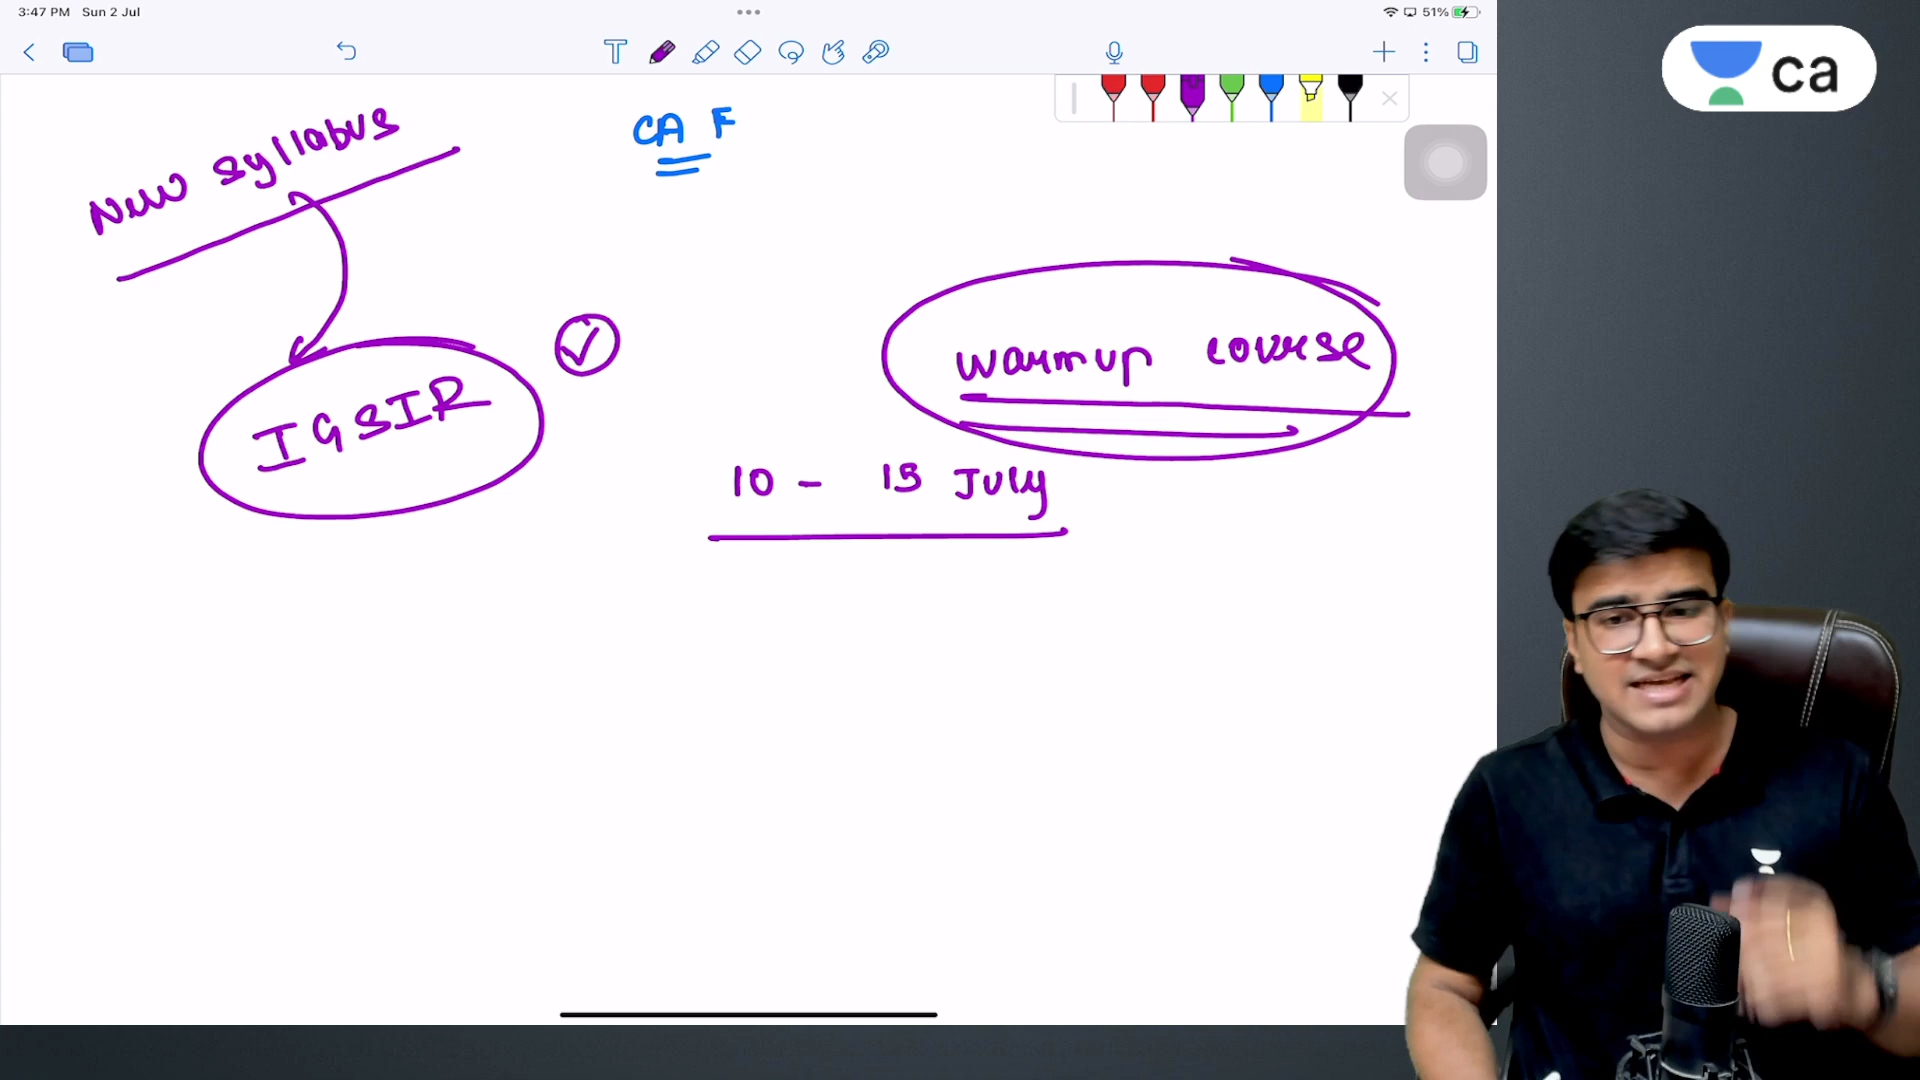 3:47 PM Sun 2 Jul
51%
ca
CA F
New Syllabus
warmup course
IGSIR
10 - 15 July